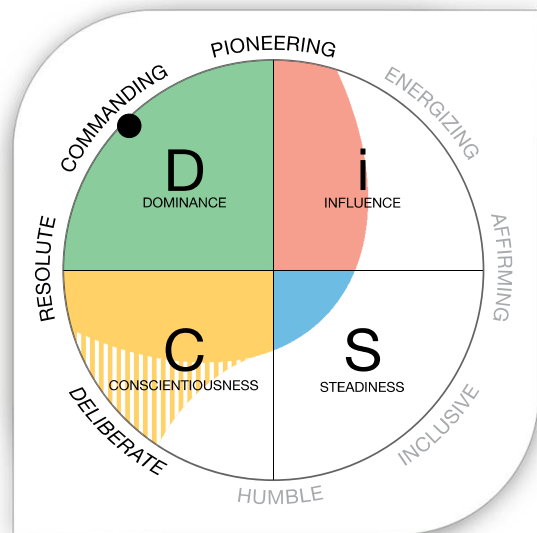 PIONEERING
COMMANDING
ENERGIZING
D
DOMINANCE
i
INFLUENCE
RESOLUTE
AFFIRMING
C
CONSCIENTIOUSNESS
S
STEADINESS
DELIBERATE
INCLUSIVE
HUMBLE